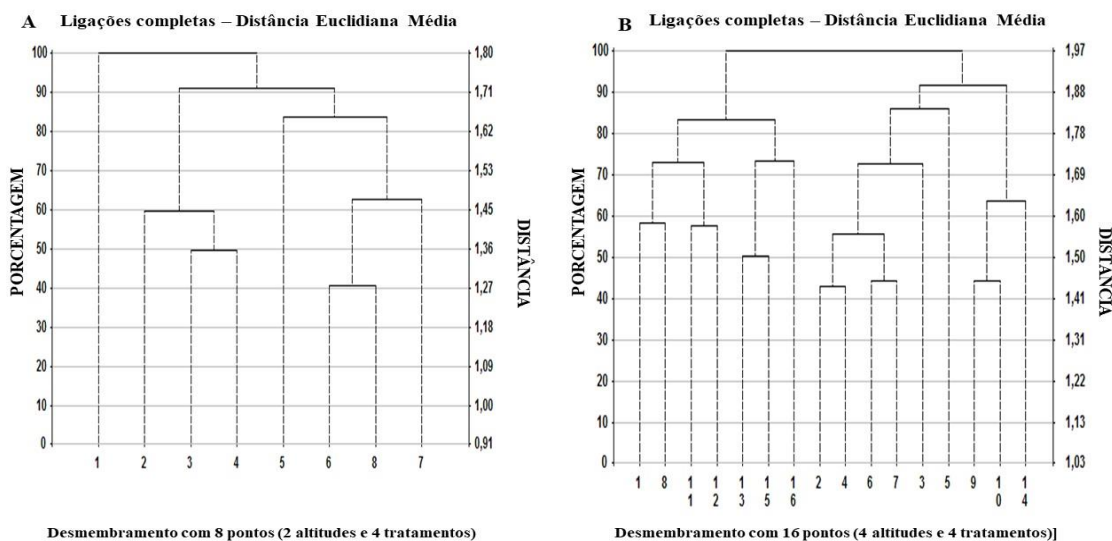 A Ligações completas – Distância Euclidiana Média
100 1,80
90 1,71
80 1,62
70 1,53
60 1,45
50 1,36
40 1,27
30 1,18
20 1,09
10 1,00
0 0,91
PORCENTAGEM
DISTÂNCIA
1 2 3 4 5 6 8 7
Desmembramento com 8 pontos (2 altitudes e 4 tratamentos)
B Ligações completas – Distância Euclidiana Média
100 1,97
90 1,88
80 1,78
70 1,69
60 1,60
50 1,50
40 1,41
30 1,31
20 1,22
10 1,13
0 1,03
PORCENTAGEM
DISTÂNCIA
1 8 11 12 13 15 16 2 4 6 7 3 5 9 10 14
Desmembramento com 16 pontos (4 altitudes e 4 tratamentos)]